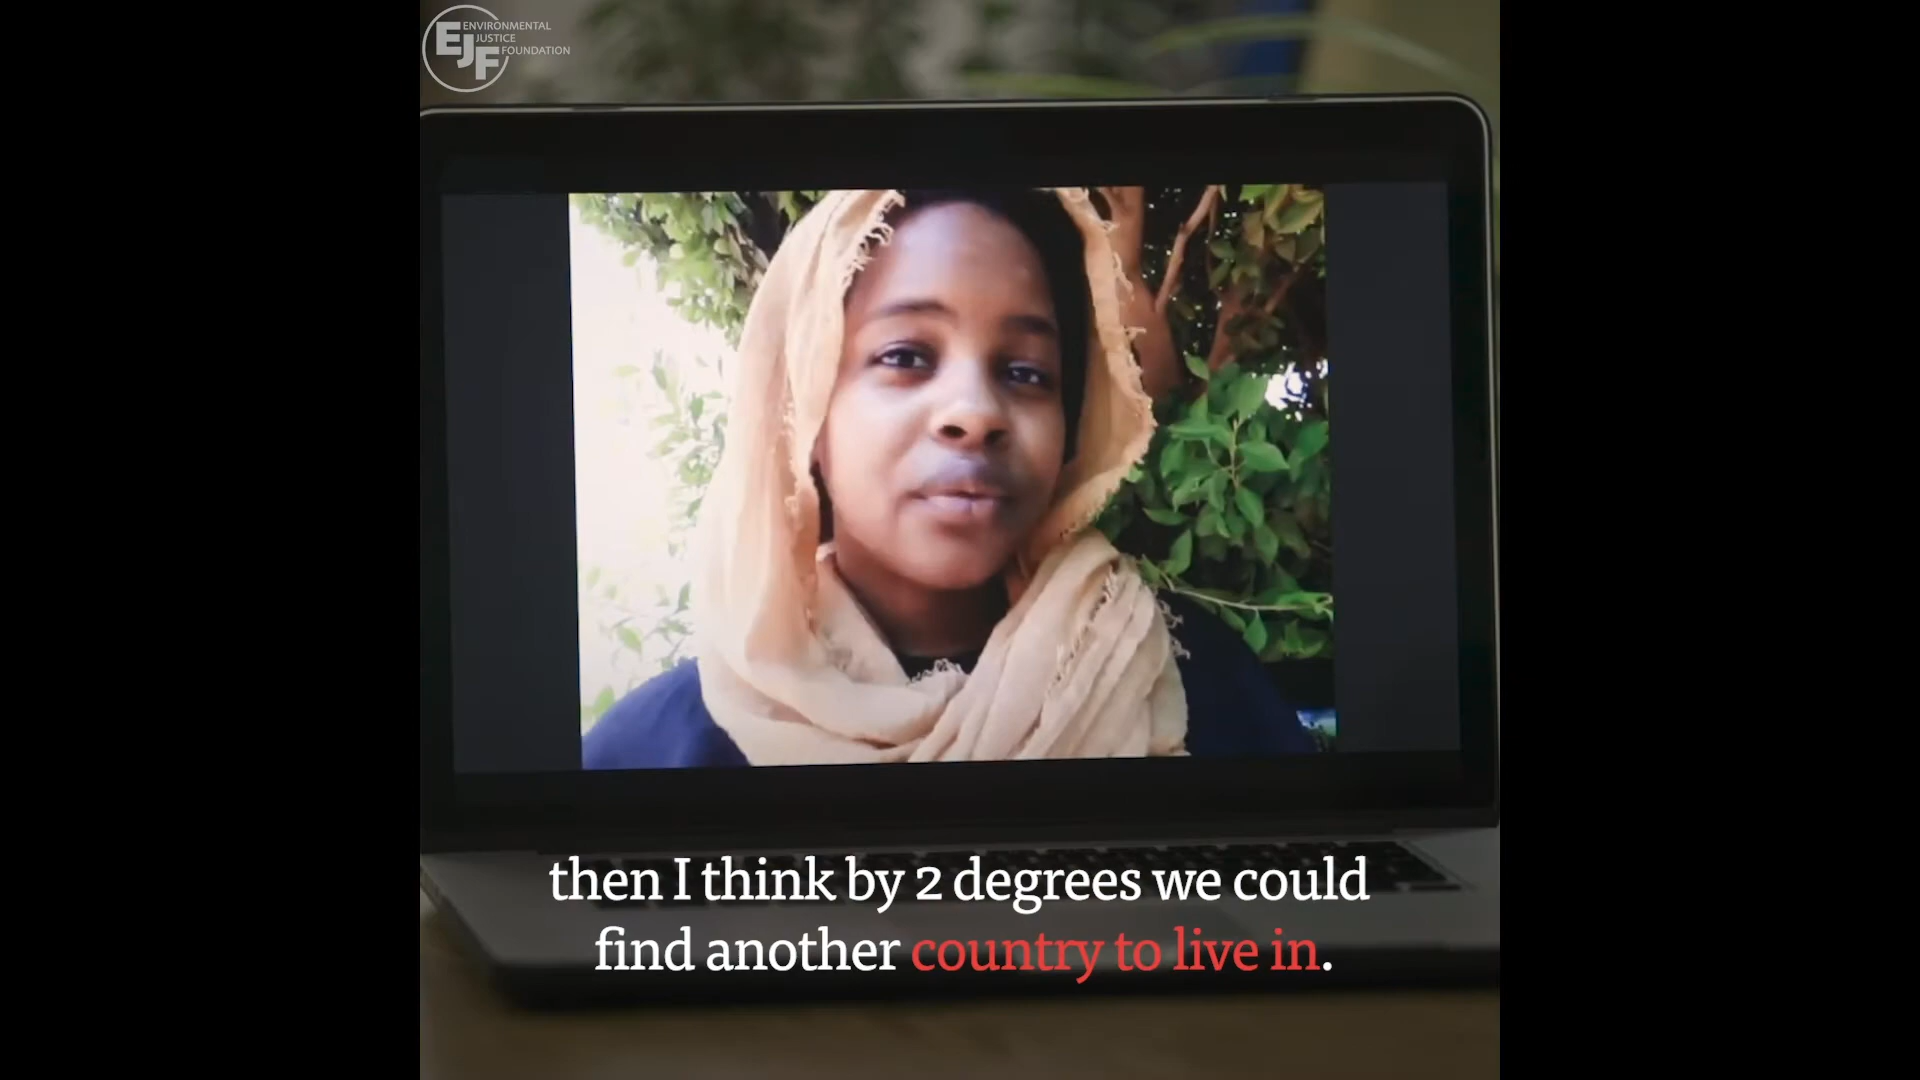 EJF
ENVIRONMENTAL
JUSTICE
FOUNDATION
then I think by 2 degrees we could
find another country to live in.